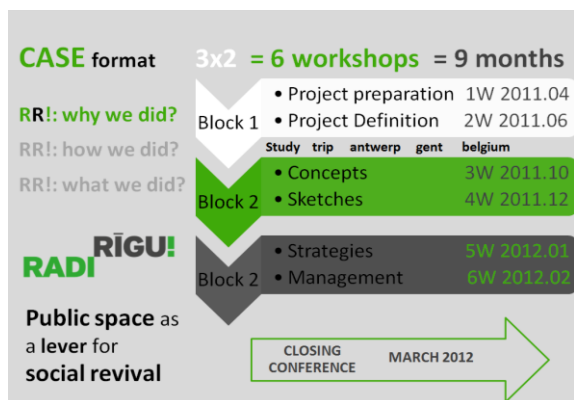 CASE format
3x2 = 6 workshops = 9 months
RR!: why we did?
RR!: how we did?
RR!: what we did?
Block 1
• Project preparation 1W 2011.04
• Project Definition 2W 2011.06
Study trip antwerp gent belgium
Block 2
• Concepts 3W 2011.10
• Sketches 4W 2011.12
Block 2
• Strategies 5W 2012.01
• Management 6W 2012.02
RADI RĪGU!
Public space as
a lever for
social revival
CLOSING
CONFERENCE
MARCH 2012